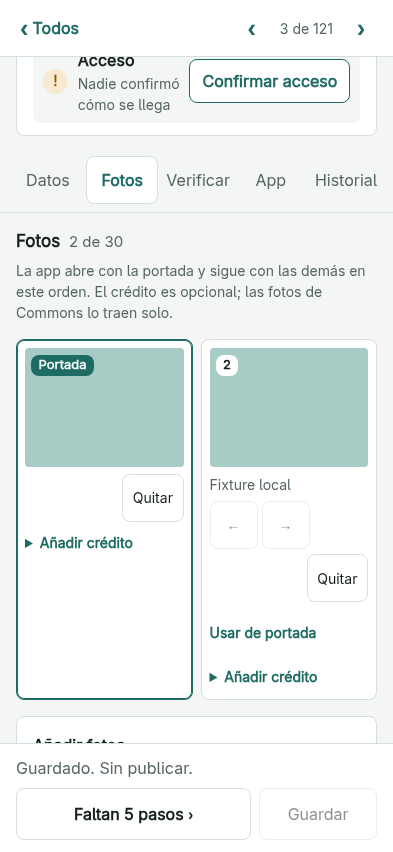 ‹ Todos
‹ 3 de 121 ›
Acceso
! Nadie confirmó
cómo se llega
Confirmar acceso
Datos Fotos Verificar App Historial
Fotos 2 de 30
La app abre con la portada y sigue con las demás en
este orden. El crédito es opcional; las fotos de
Commons lo traen solo.
Portada
Quitar
▶ Añadir crédito
2
Fixture local
← →
Quitar
Usar de portada
▶ Añadir crédito
Añadir fotos
Guardado. Sin publicar.
Faltan 5 pasos ›
Guardar